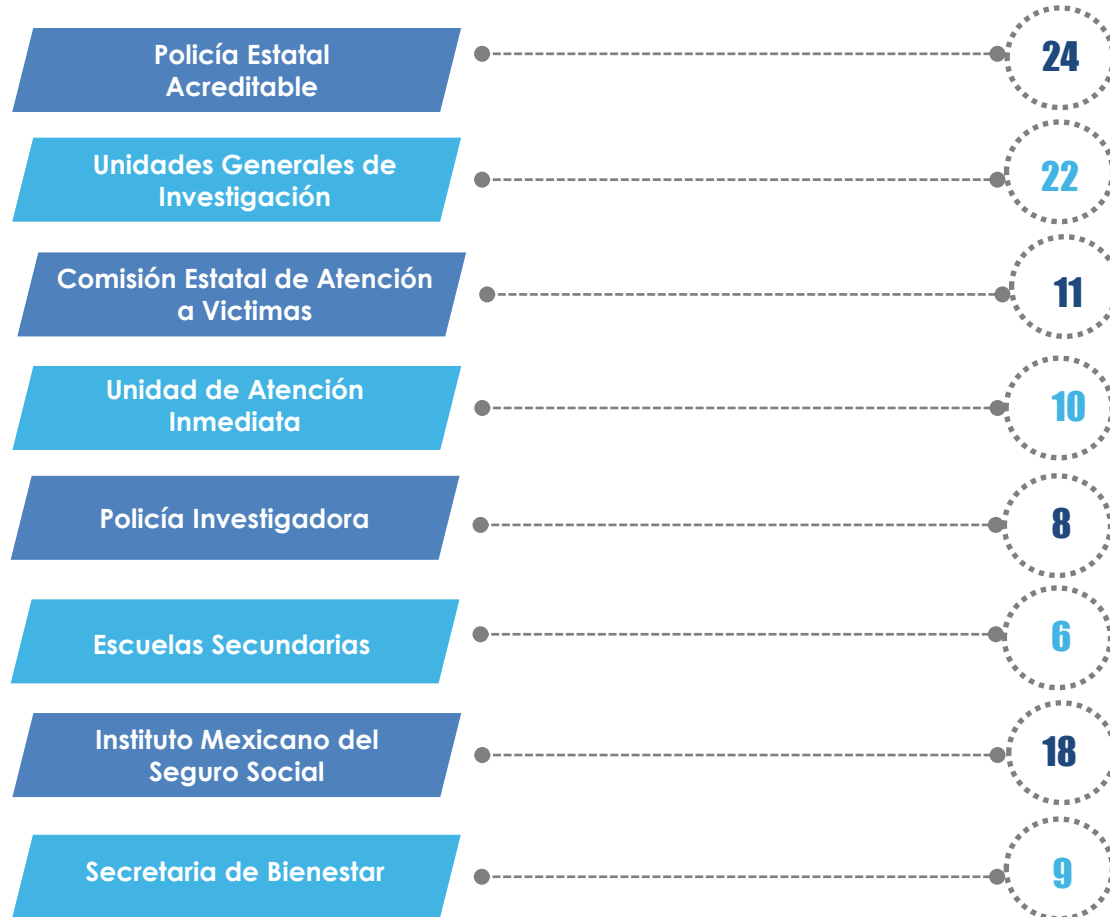 Policía Estatal
Acreditable
24
Unidades Generales de
Investigación
22
Comisión Estatal de Atención
a Victimas
11
Unidad de Atención
Inmediata
10
Policía Investigadora
8
Escuelas Secundarias
6
Instituto Mexicano del
Seguro Social
18
Secretaria de Bienestar
9